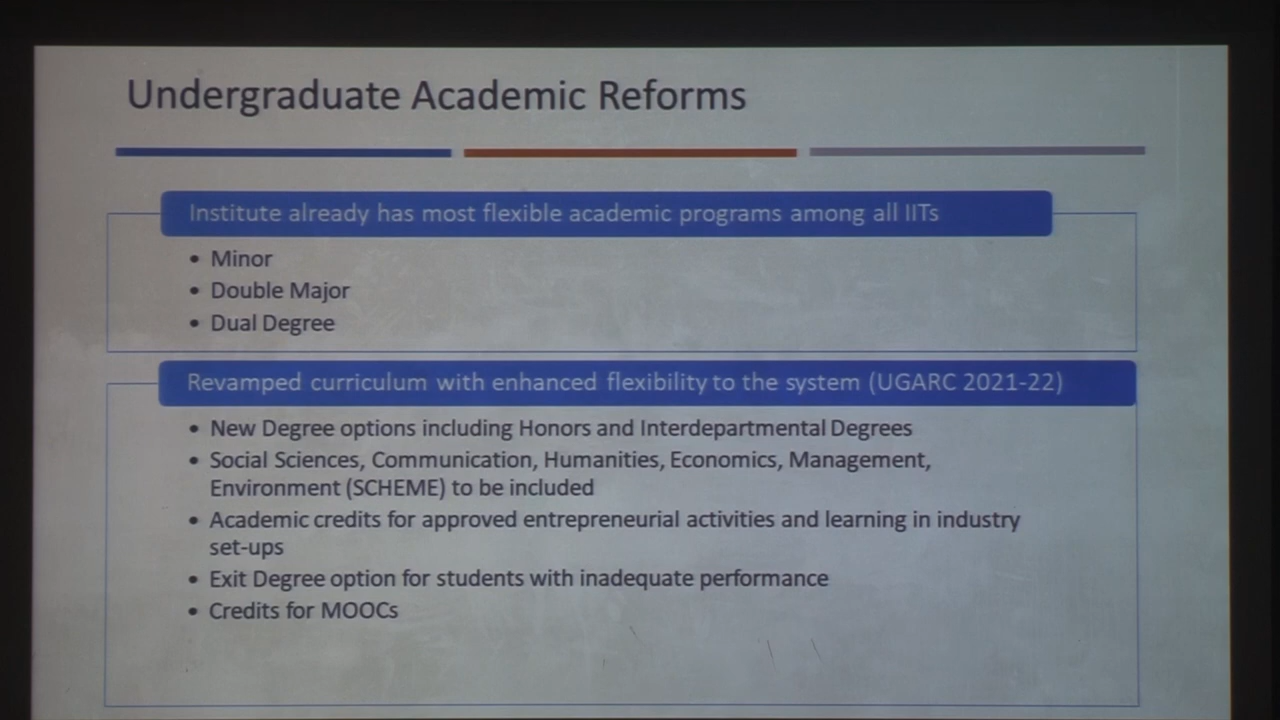 Undergraduate Academic Reforms
Institute already has most flexible academic programs among all IITs
• Minor
• Double Major
• Dual Degree
Revamped curriculum with enhanced flexibility to the system (UGARC 2021-22)
• New Degree options including Honors and Interdepartmental Degrees
• Social Sciences, Communication, Humanities, Economics, Management,
Environment (SCHEME) to be included
• Academic credits for approved entrepreneurial activities and learning in industry
set-ups
• Exit Degree option for students with inadequate performance
• Credits for MOOCs